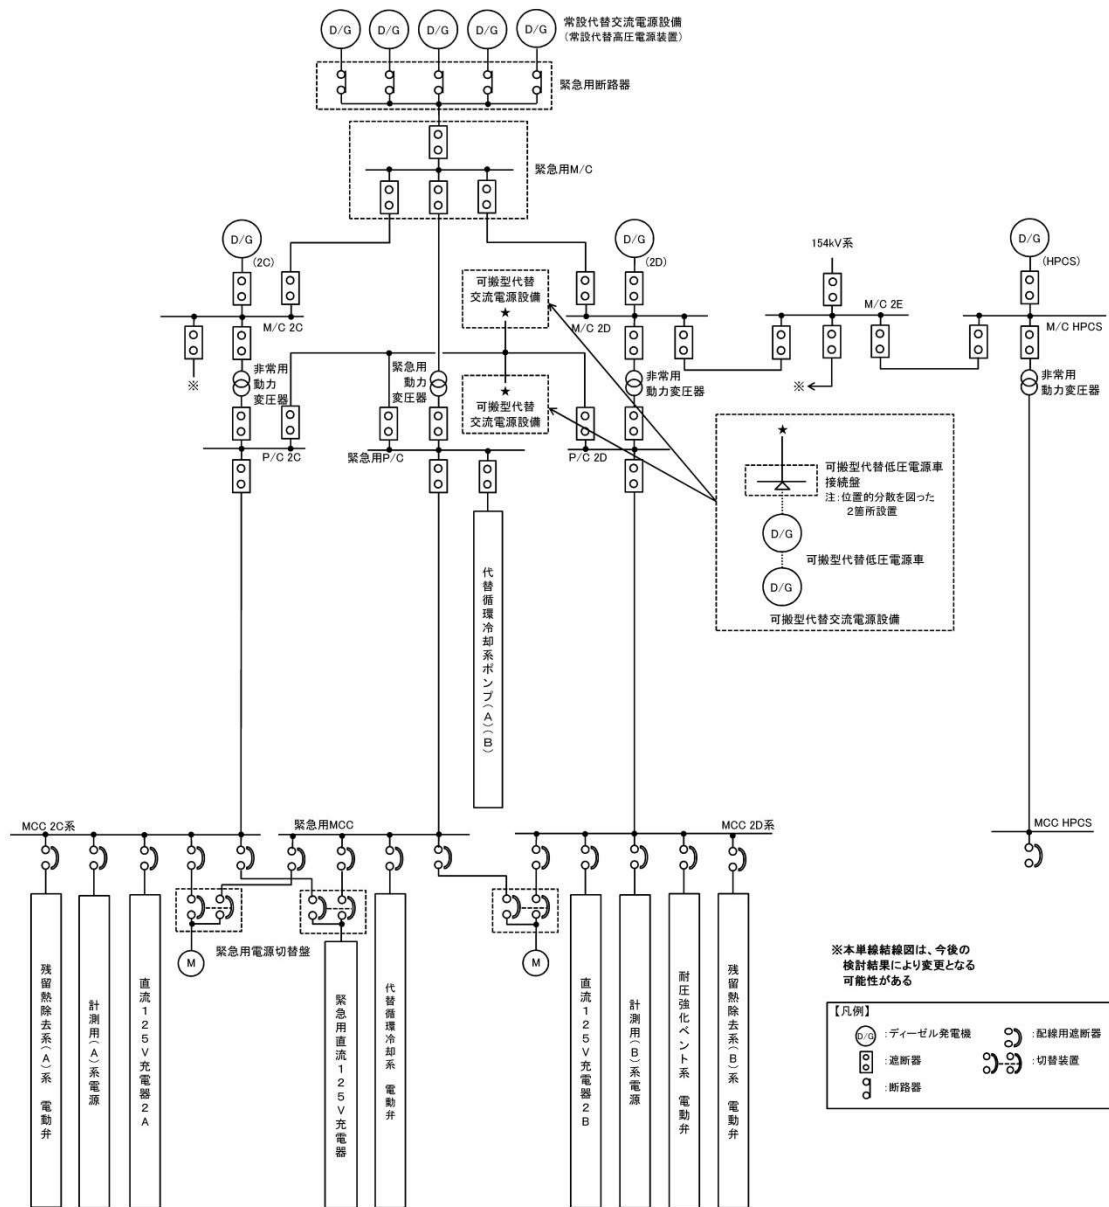 D/G D/G D/G D/G D/G
常設代替交流電源設備
(常設代替高圧電源装置)
緊急用断路器
緊急用M/C
D/G
(2C)
D/G
(2D)
154kV系
D/G
(HPCS)
可搬型代替
交流電源設備
★
M/C 2C
M/C 2D
M/C 2E
M/C HPCS
※
非常用
動力
変圧器
緊急用
動力
変圧器
★
可搬型代替
交流電源設備
非常用
動力
変圧器
※
非常用
動力
変圧器
P/C 2C
緊急用P/C
P/C 2D
★
可搬型代替低圧電源車
接続盤
注:位置的分散を図った
2箇所設置
D/G
可搬型代替低圧電源車
D/G
可搬型代替交流電源設備
代替循環冷却系ポンプ(A)(B)
MCC 2C系
緊急用MCC
MCC 2D系
MCC HPCS
緊急用電源切替盤
M
M
残留熱除去系(A)系 電動弁
計測用(A)系電源
直流125V充電器2A
緊急用直流125V充電器
代替循環冷却系 電動弁
直流125V充電器2B
計測用(B)系電源
耐圧強化ベント系 電動弁
残留熱除去系(B)系 電動弁
※本単線結線図は、今後の
検討結果により変更となる
可能性がある
【凡例】
D/G :ディーゼル発電機
:配線用遮断器
:遮断器
:切替装置
:断路器